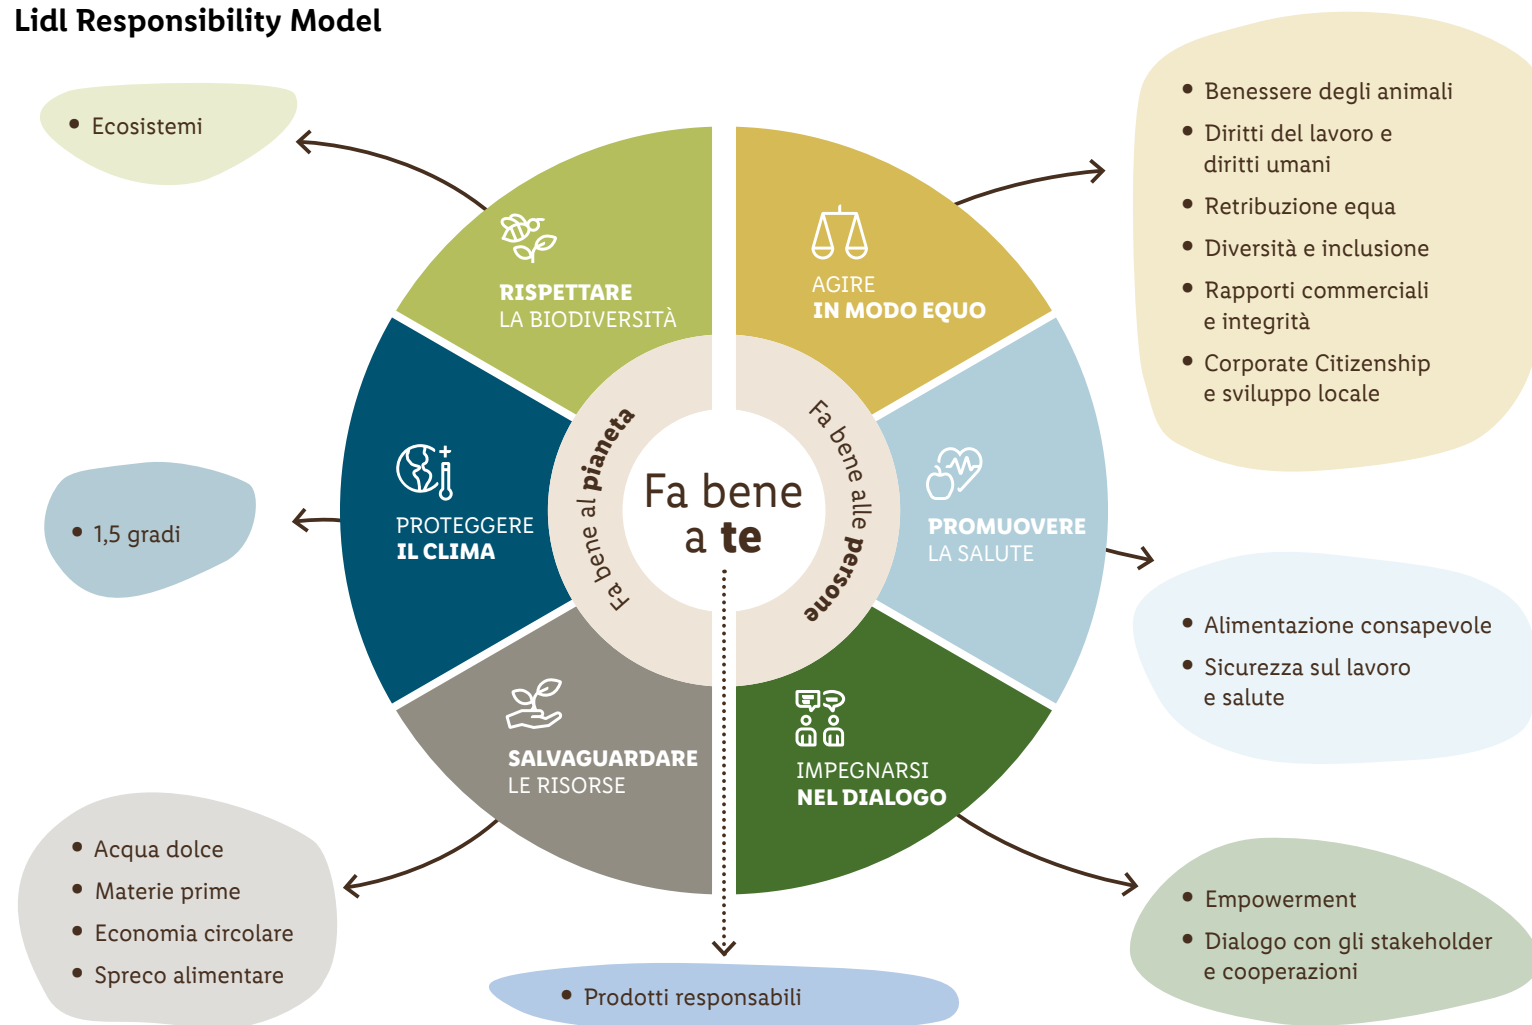 Lidl Responsibility Model
• Ecosistemi
RISPETTARE
LA BIODIVERSITÀ
AGIRE
IN MODO EQUO
• Benessere degli animali
• Diritti del lavoro e
diritti umani
• Retribuzione equa
• Diversità e inclusione
• Rapporti commerciali
e integrità
• Corporate Citizenship
e sviluppo locale
• 1,5 gradi
PROTEGGERE
IL CLIMA
Fa bene al pianeta
Fa bene
a te
Fa bene alle persone
PROMUOVERE
LA SALUTE
• Alimentazione consapevole
• Sicurezza sul lavoro
e salute
SALVAGUARDARE
LE RISORSE
IMPEGNARSI
NEL DIALOGO
• Acqua dolce
• Materie prime
• Economia circolare
• Spreco alimentare
• Prodotti responsabili
• Empowerment
• Dialogo con gli stakeholder
e cooperazioni